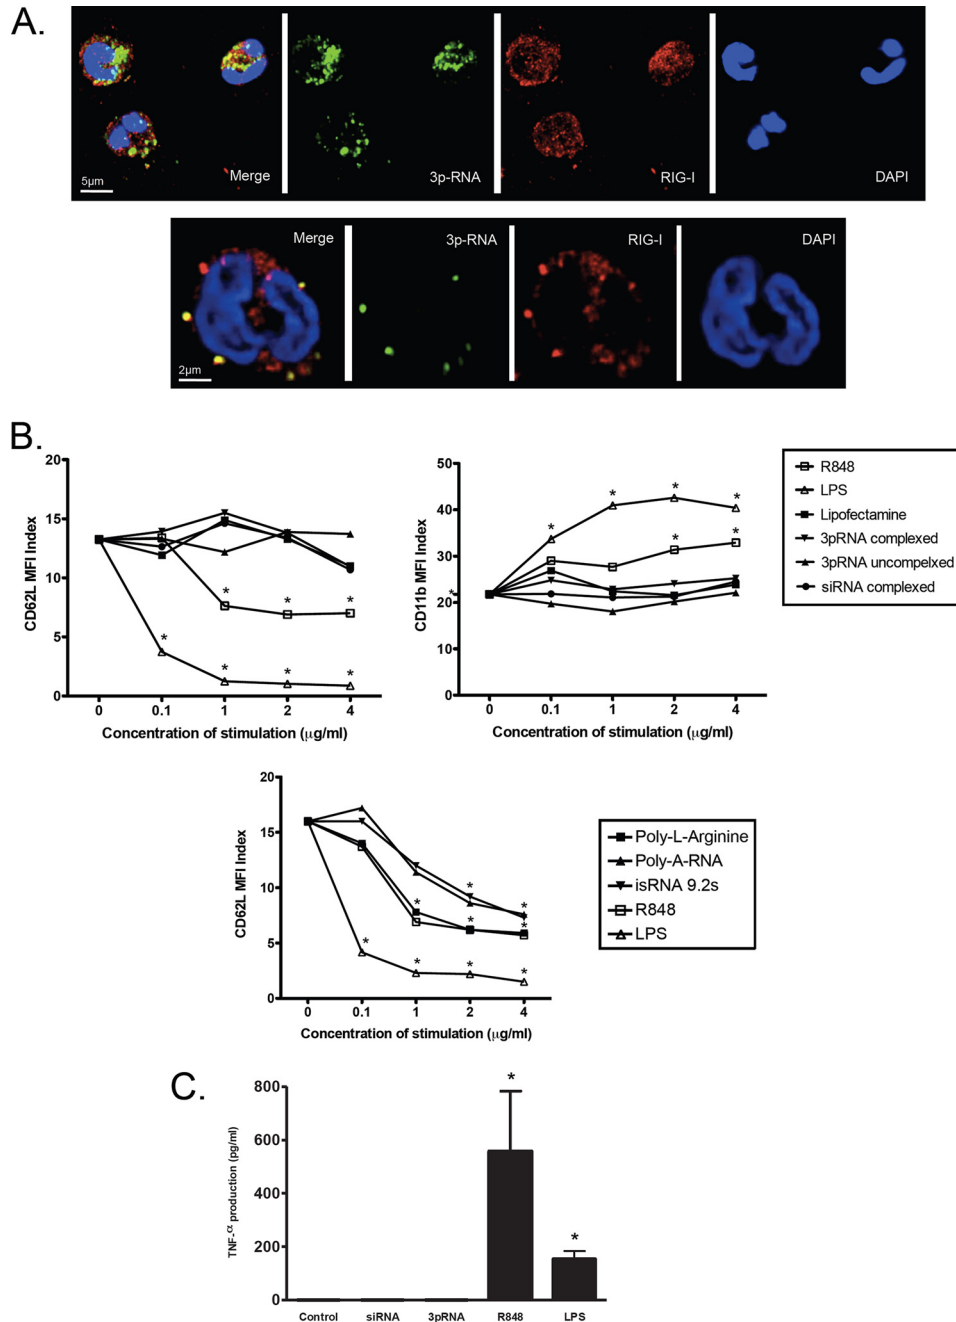 A.
Merge
3p-RNA
RIG-I
DAPI
5µm
Merge
3p-RNA
RIG-I
DAPI
2µm
B.
20
15
10
5
0
CD62L MFI Index
* * * *
* * * *
0 0.1 1 2 4
Concentration of stimulation (µg/ml)
50
40
30
20
10
0
CD11b MFI Index
* * * *
* *
*
0 0.1 1 2 4
Concentration of stimulation (µg/ml)
R848
LPS
Lipofectamine
3pRNA complexed
3pRNA uncompelxed
siRNA complexed
20
15
10
5
0
CD62L MFI Index
* *
* * *
* * * *
0 0.1 1 2 4
Concentration of stimulation (µg/ml)
Poly-L-Arginine
Poly-A-RNA
isRNA 9.2s
R848
LPS
C.
800
600
400
200
0
TNF-α production (pg/ml)
*
*
Control siRNA 3pRNA R848 LPS